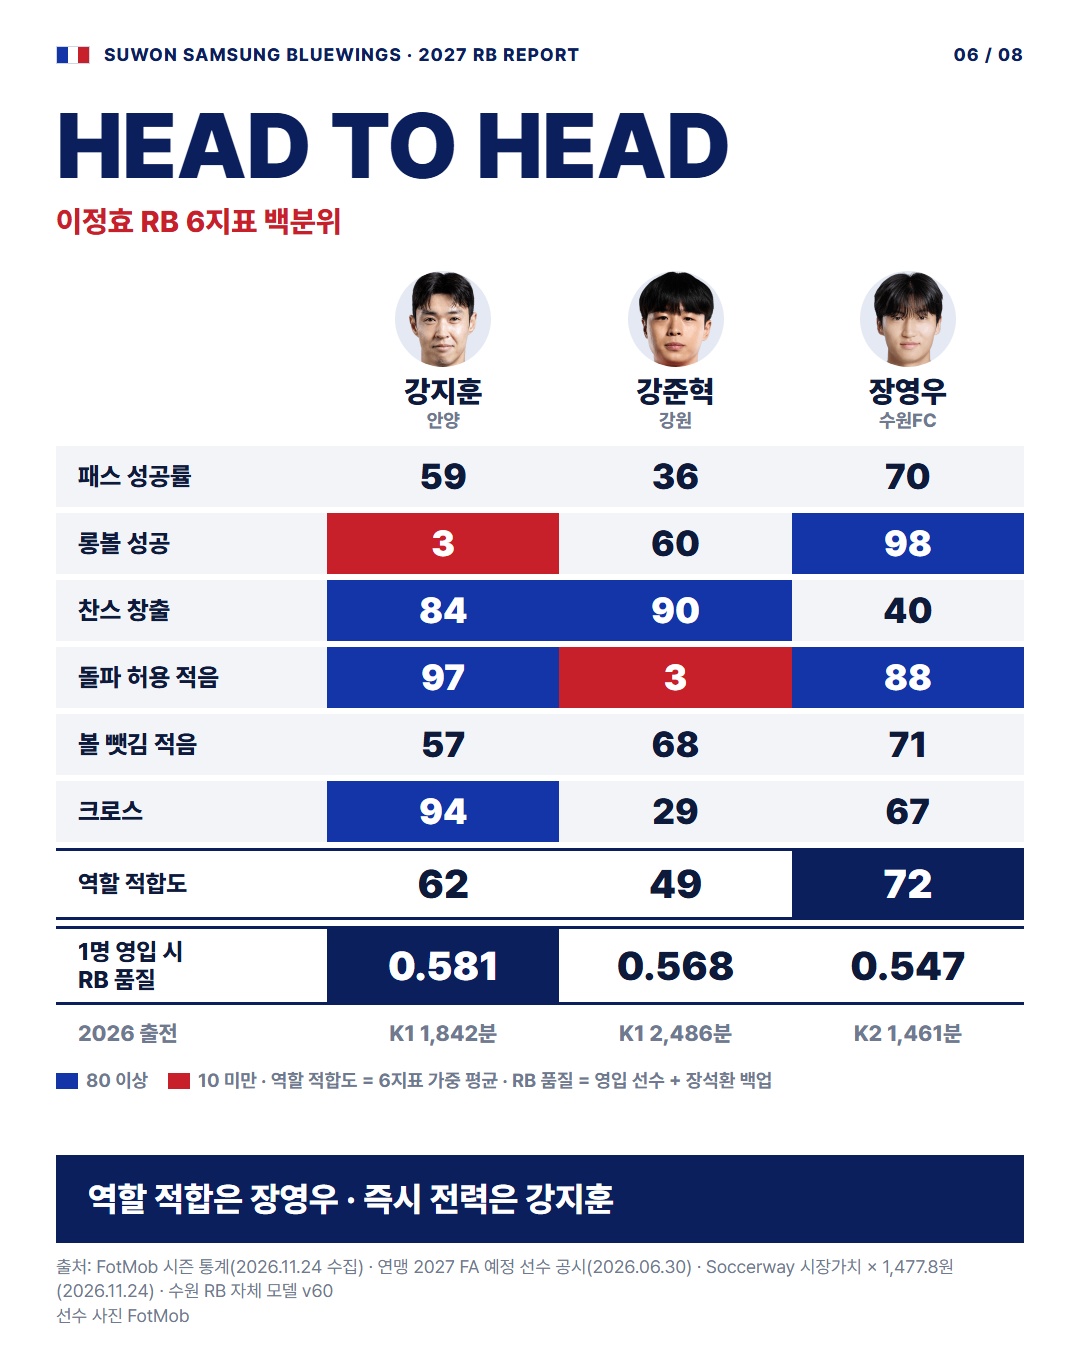 SUWON SAMSUNG BLUEWINGS · 2027 RB REPORT
06 / 08
HEAD TO HEAD
이정효 RB 6지표 백분위
강지훈 강준혁 장영우
안양 강원 수원FC
패스 성공률 59 36 70
롱볼 성공 3 60 98
찬스 창출 84 90 40
돌파 허용 적음 97 3 88
볼 뺏김 적음 57 68 71
크로스 94 29 67
역할 적합도 62 49 72
1명 영입 시
RB 품질 0.581 0.568 0.547
2026 출전 K1 1,842분 K1 2,486분 K2 1,461분
80 이상 10 미만 · 역할 적합도 = 6지표 가중 평균 · RB 품질 = 영입 선수 + 장석환 백업
역할 적합은 장영우 · 즉시 전력은 강지훈
출처: FotMob 시즌 통계(2026.11.24 수집) · 연맹 2027 FA 예정 선수 공시(2026.06.30) · Soccerway 시장가치 × 1,477.8원
(2026.11.24) · 수원 RB 자체 모델 v60
선수 사진 FotMob